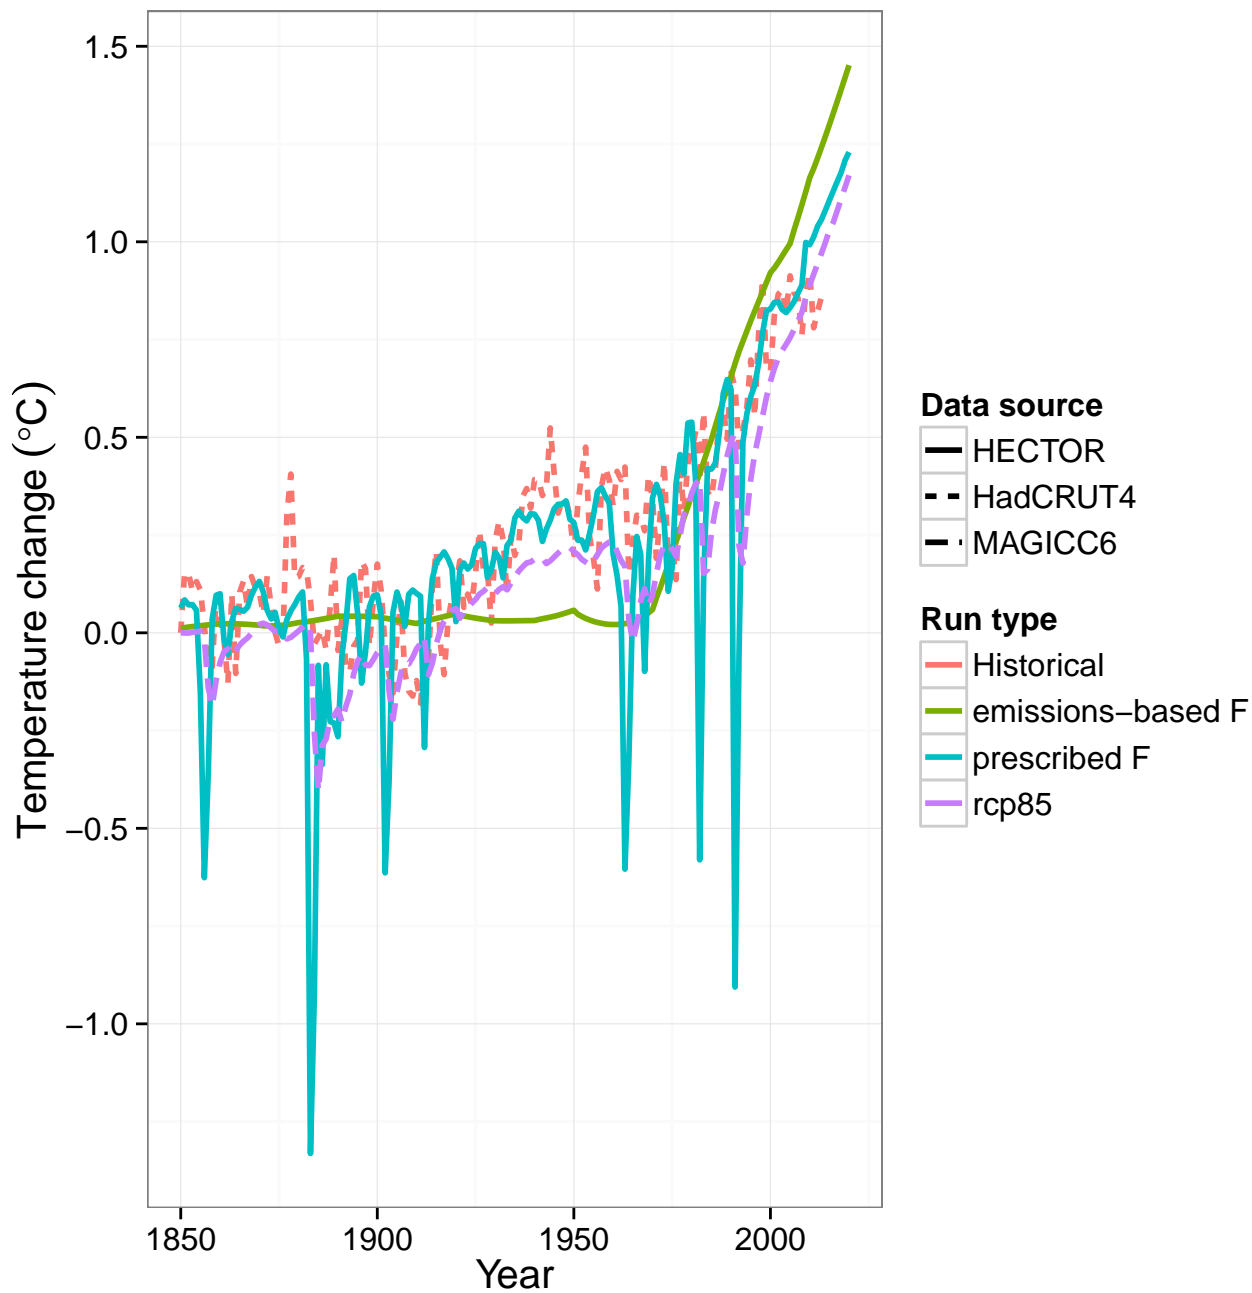 1.5
1.0
0.5
0.0
−0.5
−1.0
Temperature change (°C)
1850
1900
1950
2000
Year
Data source
HECTOR
HadCRUT4
MAGICC6
Run type
Historical
emissions−based F
prescribed F
rcp85